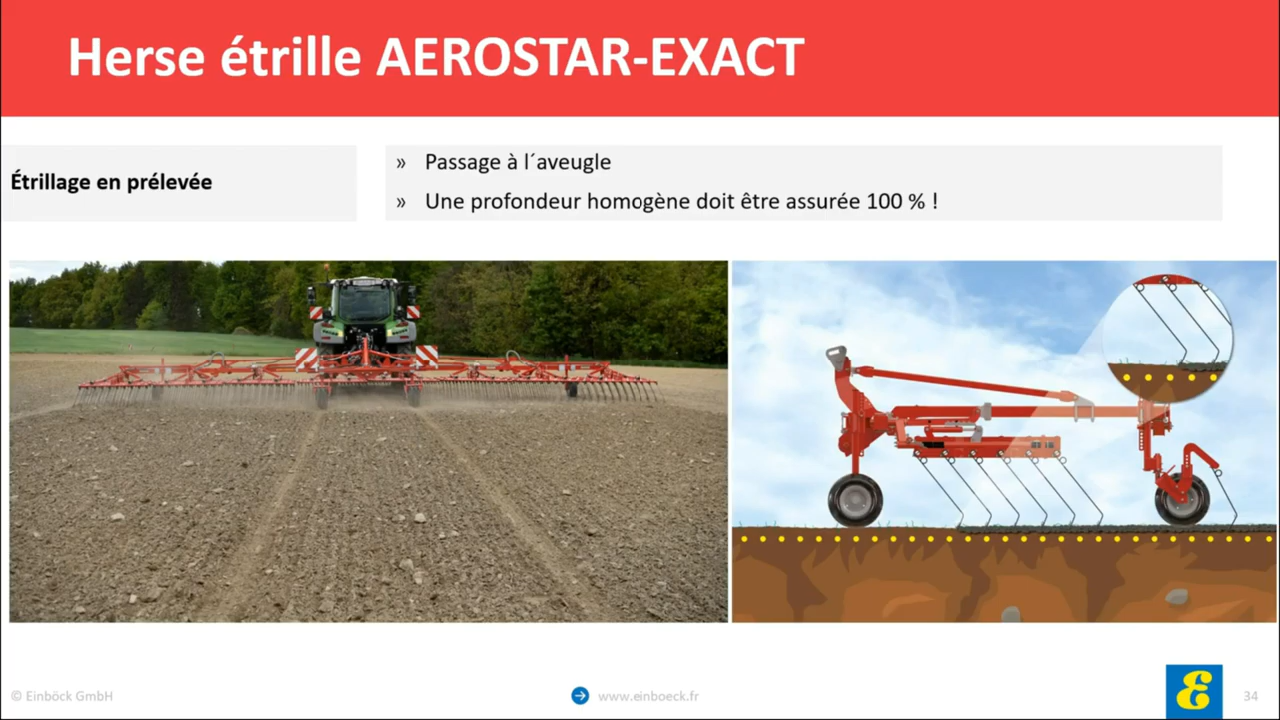 Herse étrille AEROSTAR-EXACT
Étrillage en prélevée
» Passage à l´aveugle
» Une profondeur homogène doit être assurée 100 % !
© Einböck GmbH
www.einboeck.fr
34